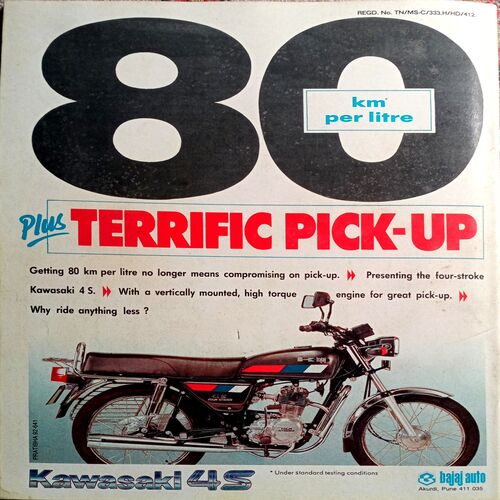 REGD. No. TN/MS-C/333.H/HD/412.
80
km*
per litre
Plus TERRIFIC PICK-UP
Getting 80 km per litre no longer means compromising on pick-up. Presenting the four-stroke
Kawasaki 4 S. With a vertically mounted, high torque engine for great pick-up.
Why ride anything less ?
PRATIBHA 92-641
Kawasaki 4S
* Under standard testing conditions
bajaj auto
Akurdi, Pune 411 035